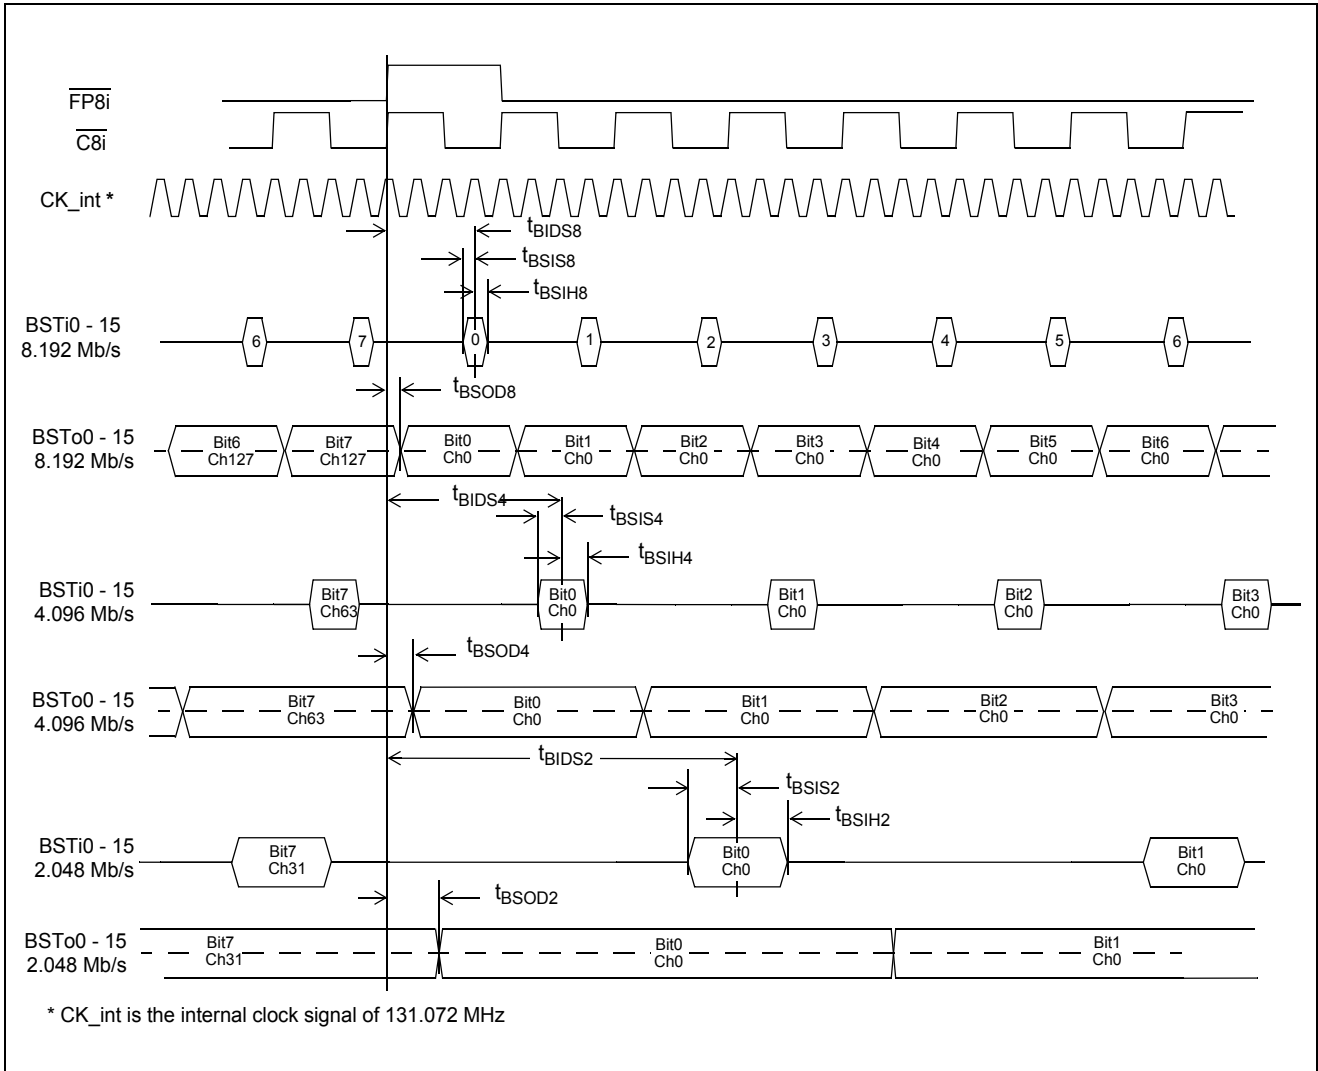 FP8i
C8i
CK_int *
tBIDS8
tBSIS8
tBSIH8
BSTi0 - 15
8.192 Mb/s
6 7 0 1 2 3 4 5 6
tBSOD8
BSTo0 - 15
8.192 Mb/s
Bit6 Bit7 Bit0 Bit1 Bit2 Bit3 Bit4 Bit5 Bit6
Ch127 Ch127 Ch0 Ch0 Ch0 Ch0 Ch0 Ch0 Ch0
tBIDS4
tBSIS4
tBSIH4
BSTi0 - 15
4.096 Mb/s
Bit7 Bit0 Bit1 Bit2 Bit3
Ch63 Ch0 Ch0 Ch0 Ch0
tBSOD4
BSTo0 - 15
4.096 Mb/s
Bit7 Bit0 Bit1 Bit2 Bit3
Ch63 Ch0 Ch0 Ch0 Ch0
tBIDS2
tBSIS2
tBSIH2
BSTi0 - 15
2.048 Mb/s
Bit7 Bit0 Bit1
Ch31 Ch0 Ch0
tBSOD2
BSTo0 - 15
2.048 Mb/s
Bit7 Bit0 Bit1
Ch31 Ch0 Ch0
* CK_int is the internal clock signal of 131.072 MHz